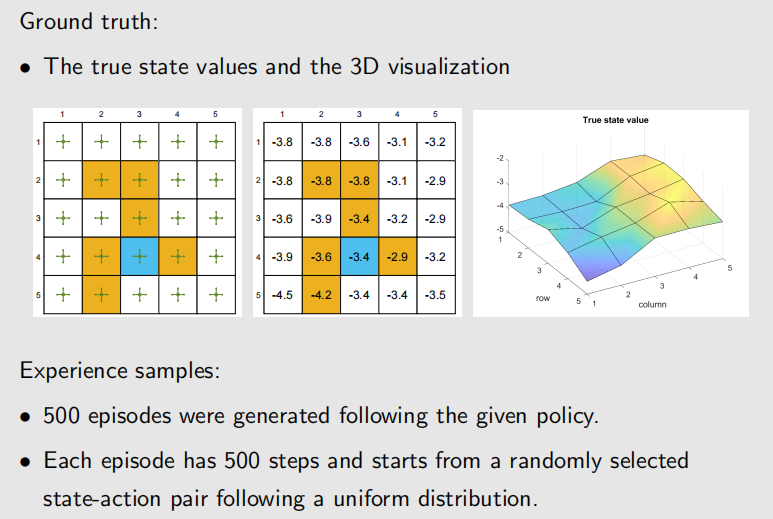 Ground truth:
• The true state values and the 3D visualization
1 2 3 4 5
1
2
3
4
5
1 2 3 4 5
1 -3.8 -3.8 -3.6 -3.1 -3.2
2 -3.8 -3.8 -3.8 -3.1 -2.9
3 -3.6 -3.9 -3.4 -3.2 -2.9
4 -3.9 -3.6 -3.4 -2.9 -3.2
5 -4.5 -4.2 -3.4 -3.4 -3.5
True state value
-2
-3
-4
-5
1
2
3
4
5
row
1
2
3
4
5
column
Experience samples:
• 500 episodes were generated following the given policy.
• Each episode has 500 steps and starts from a randomly selected
state-action pair following a uniform distribution.